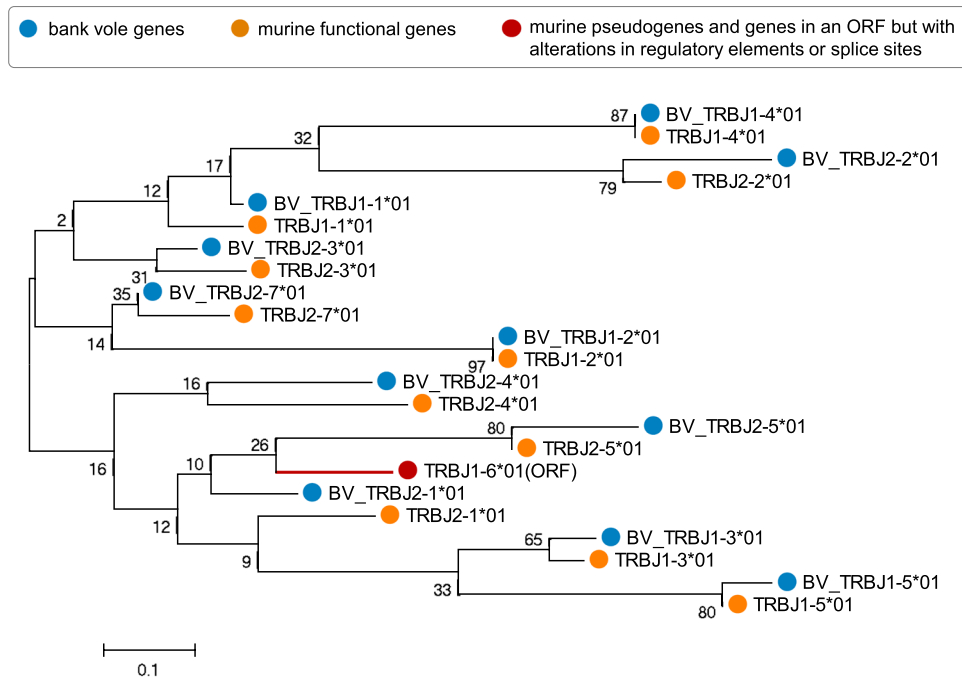 bank vole genes
murine functional genes
murine pseudogenes and genes in an ORF but with
alterations in regulatory elements or splice sites
87
BV_TRBJ1-4*01
TRBJ1-4*01
32
BV_TRBJ2-2*01
17
TRBJ2-2*01
79
12
BV_TRBJ1-1*01
2
TRBJ1-1*01
BV_TRBJ2-3*01
TRBJ2-3*01
31
35
BV_TRBJ2-7*01
TRBJ2-7*01
14
BV_TRBJ1-2*01
TRBJ1-2*01
97
16
BV_TRBJ2-4*01
TRBJ2-4*01
80
BV_TRBJ2-5*01
26
TRBJ2-5*01
16
10
TRBJ1-6*01(ORF)
BV_TRBJ2-1*01
12
TRBJ2-1*01
65
BV_TRBJ1-3*01
9
TRBJ1-3*01
33
BV_TRBJ1-5*01
80
TRBJ1-5*01
0.1